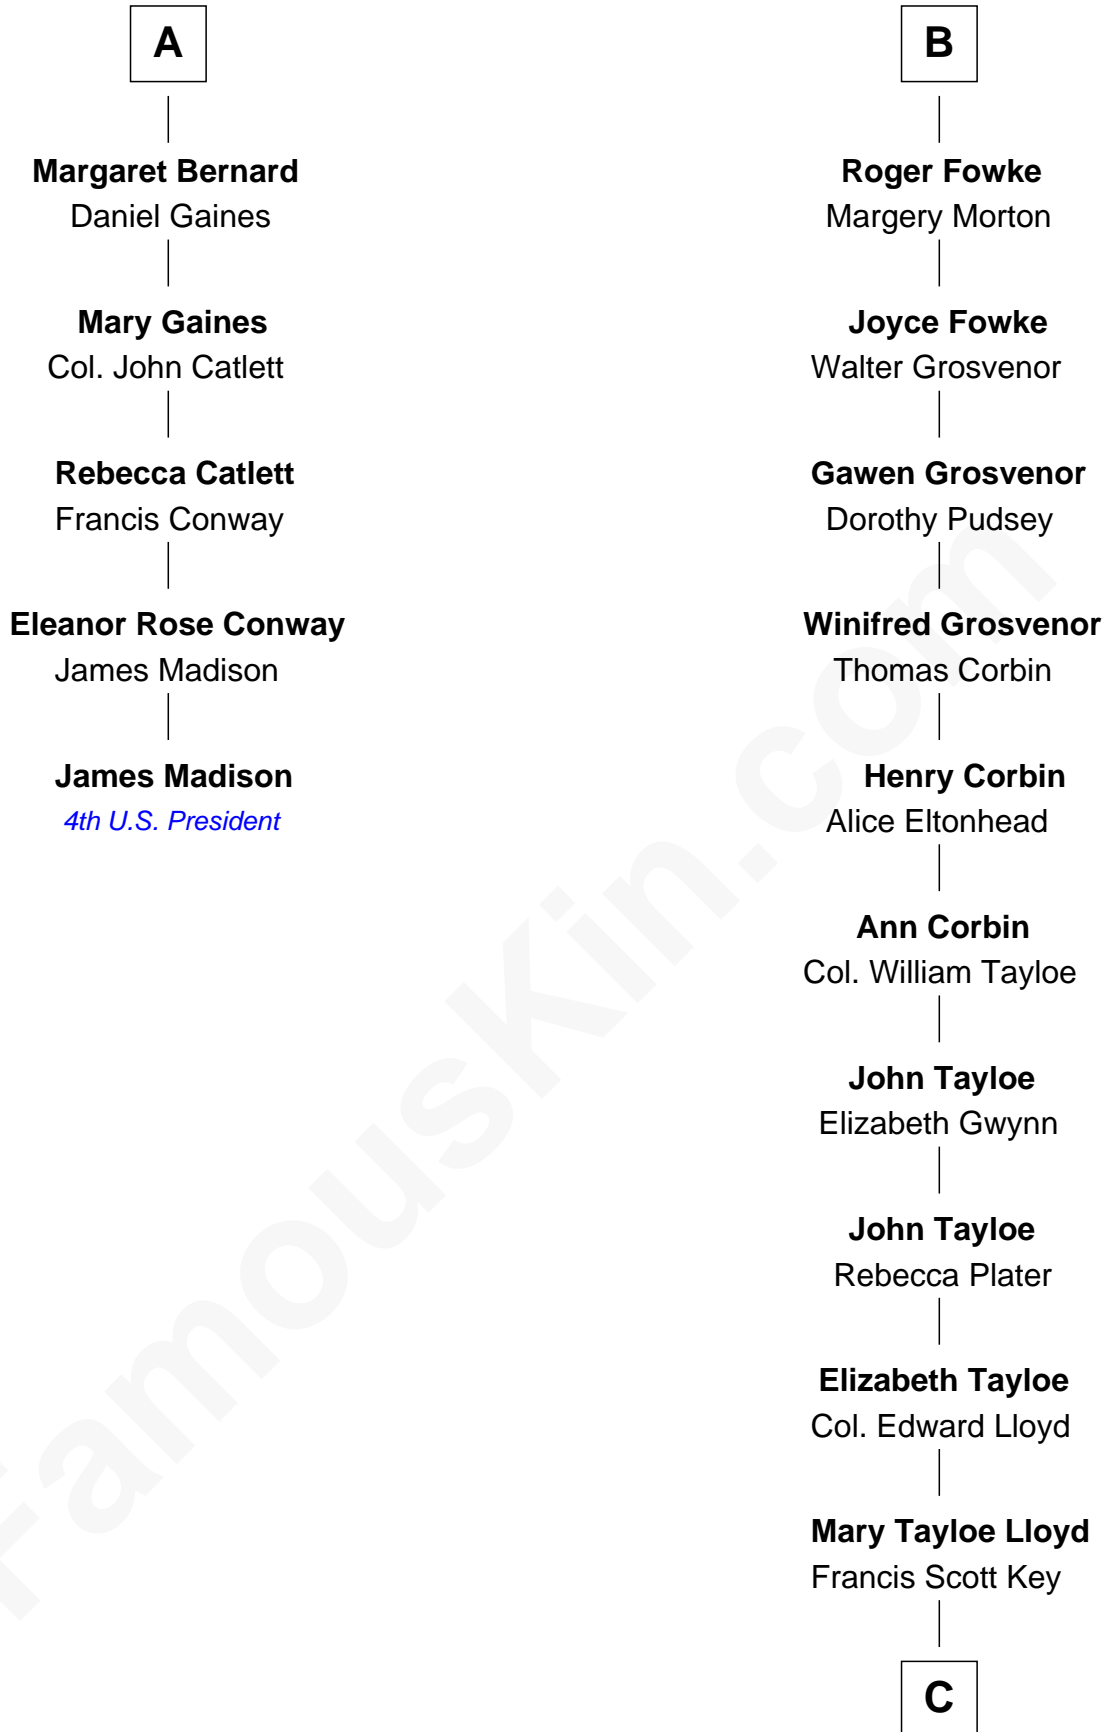 A
Margaret Bernard
Daniel Gaines
Mary Gaines
Col. John Catlett
Rebecca Catlett
Francis Conway
Eleanor Rose Conway
James Madison
James Madison
4th U.S. President
B
Roger Fowke
Margery Morton
Joyce Fowke
Walter Grosvenor
Gawen Grosvenor
Dorothy Pudsey
Winifred Grosvenor
Thomas Corbin
Henry Corbin
Alice Eltonhead
Ann Corbin
Col. William Tayloe
John Tayloe
Elizabeth Gwynn
John Tayloe
Rebecca Plater
Elizabeth Tayloe
Col. Edward Lloyd
Mary Tayloe Lloyd
Francis Scott Key
C
FamousKin.com